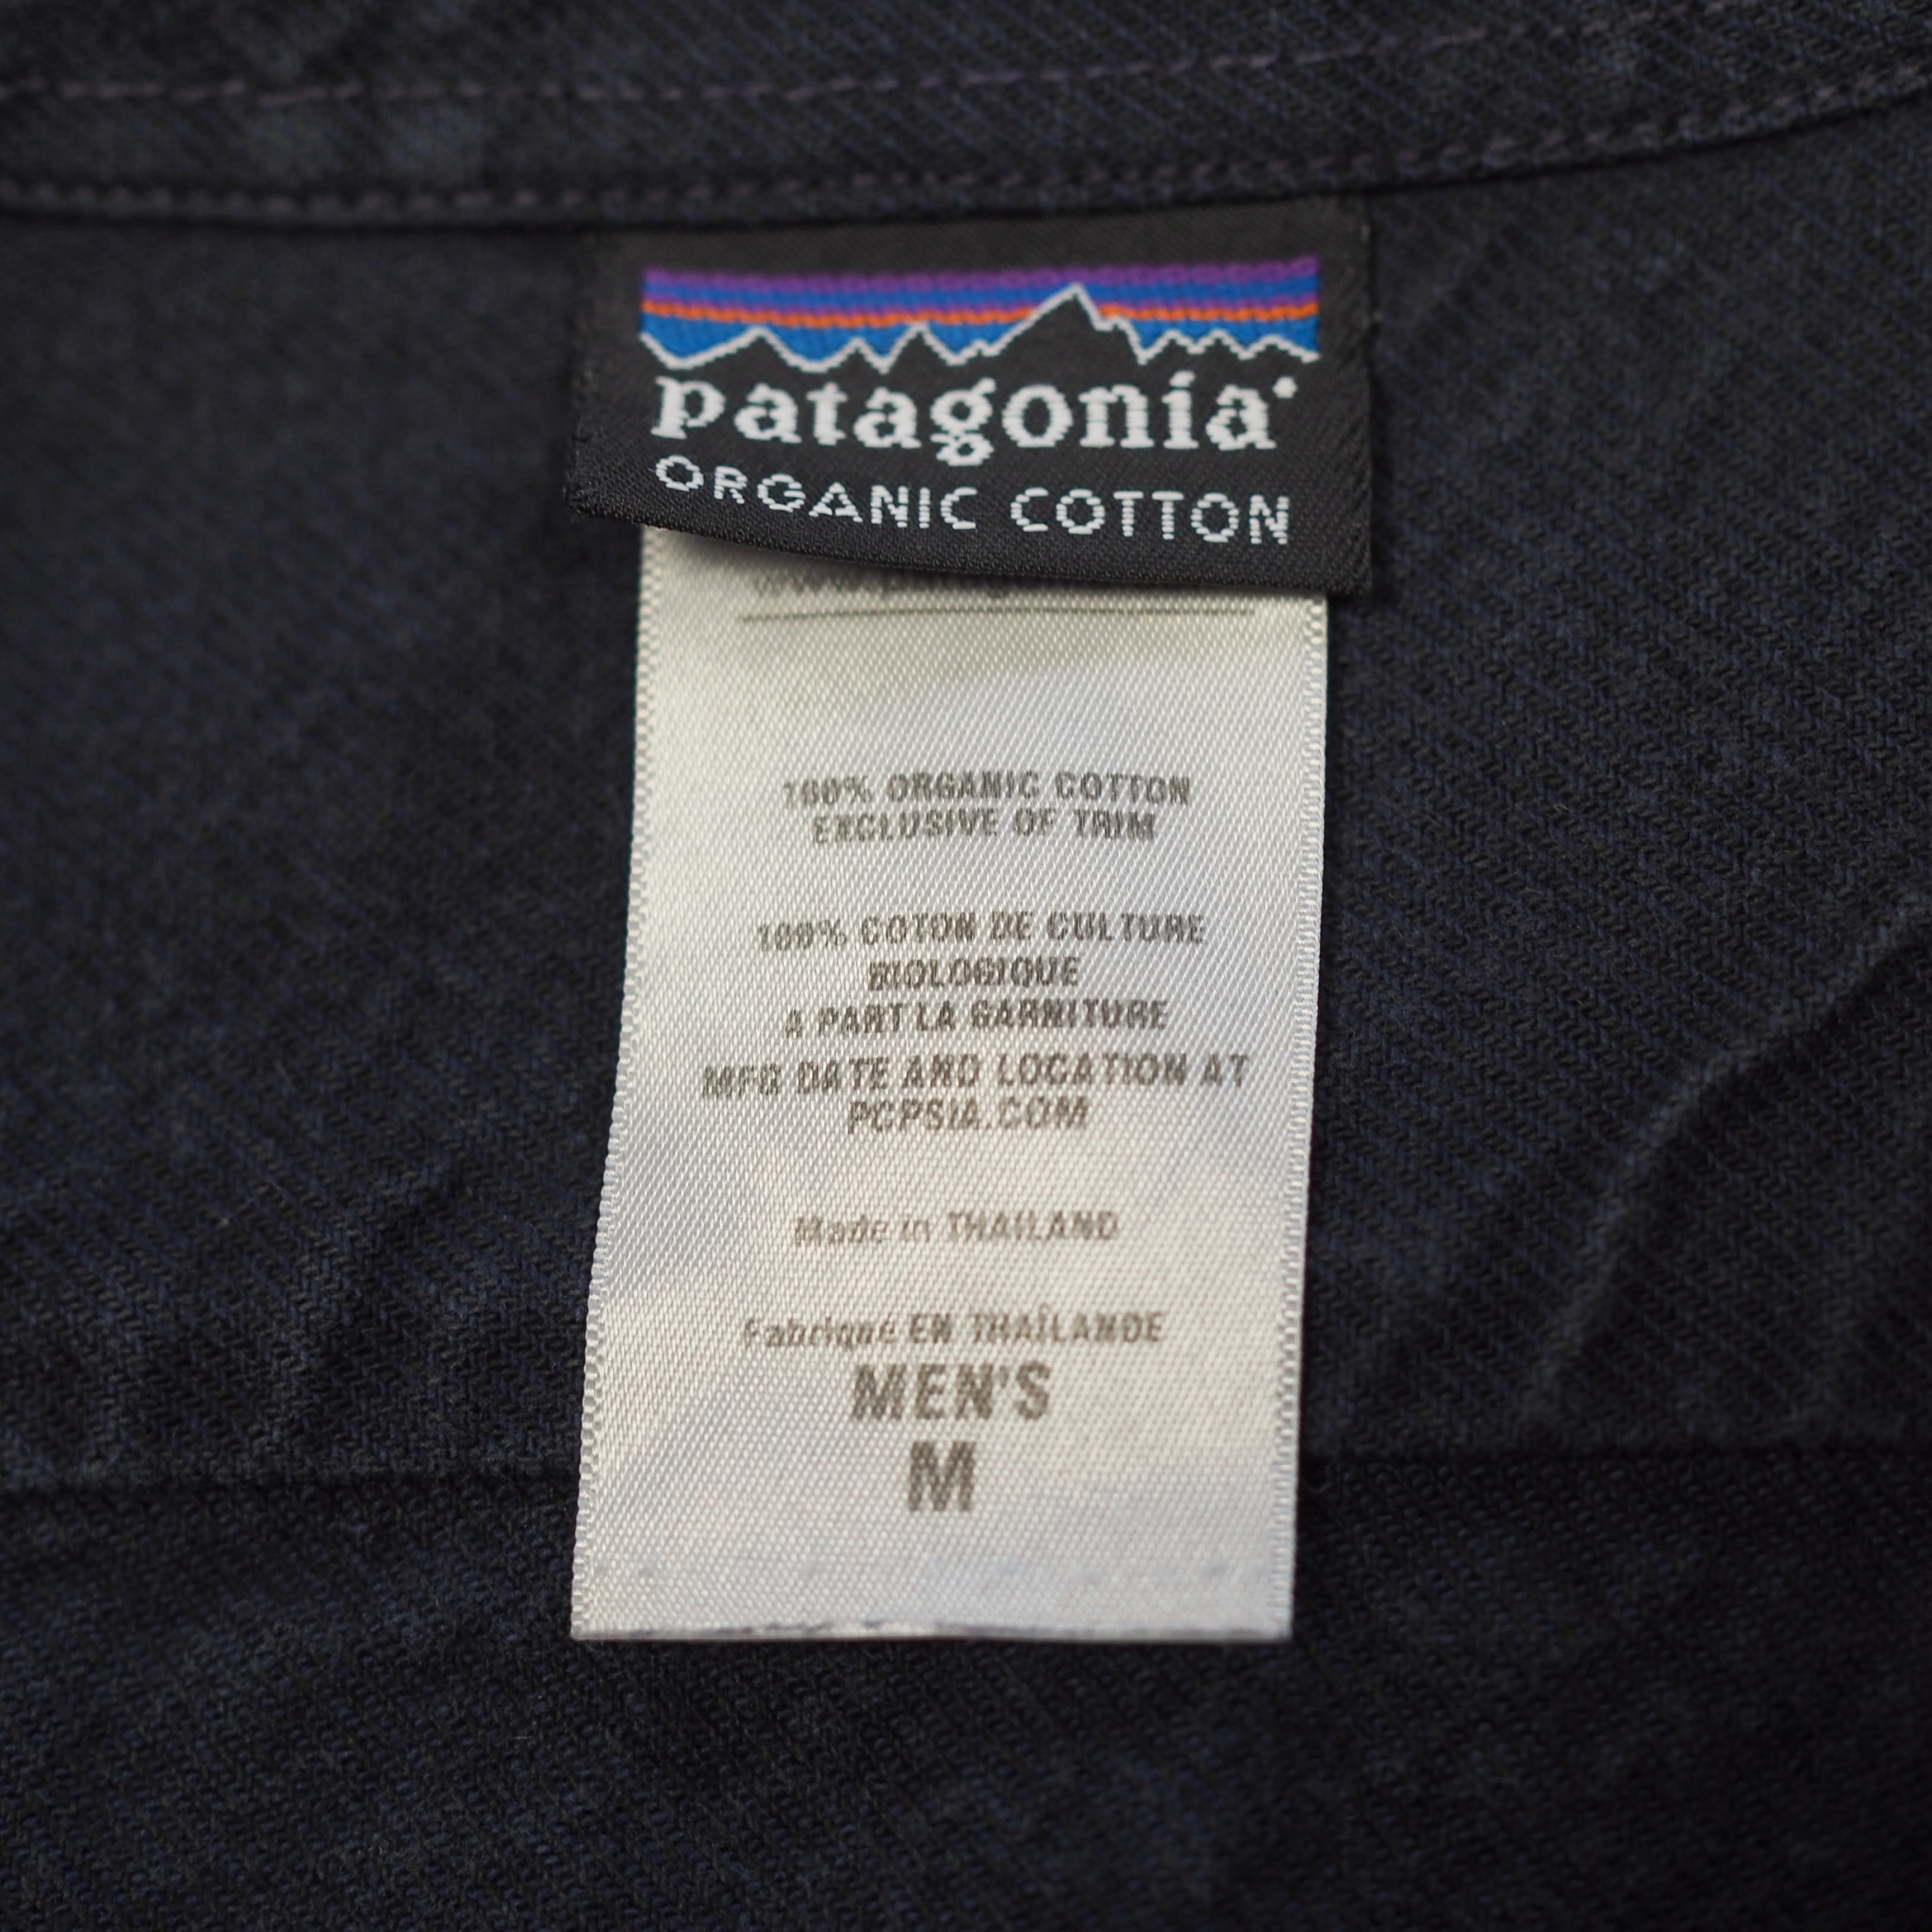 patagonia®
ORGANIC COTTON
100% ORGANIC COTTON
EXCLUSIVE OF TRIM
100% COTON DE CULTURE
BIOLOGIQUE
A PART LA GARNITURE
MFG DATE AND LOCATION AT
PCPSIA.COM
Made in THAILAND
Fabriqué EN THAÎLANDE
MEN'S
M